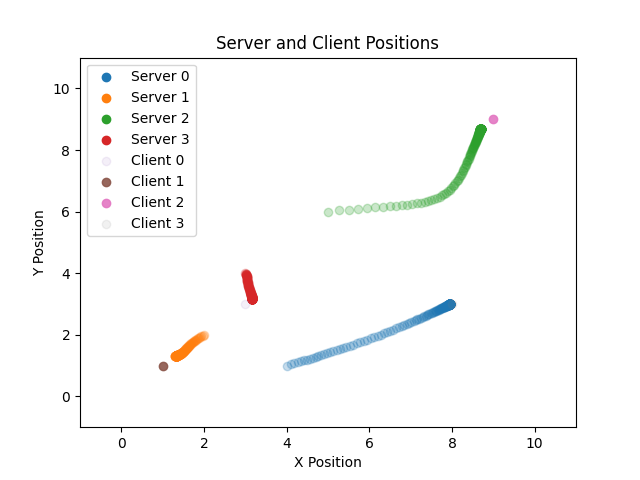 Server and Client Positions
Server 0
Server 1
Server 2
Server 3
Client 0
Client 1
Client 2
Client 3
Y Position
10
8
6
4
2
0
0 2 4 6 8 10
X Position